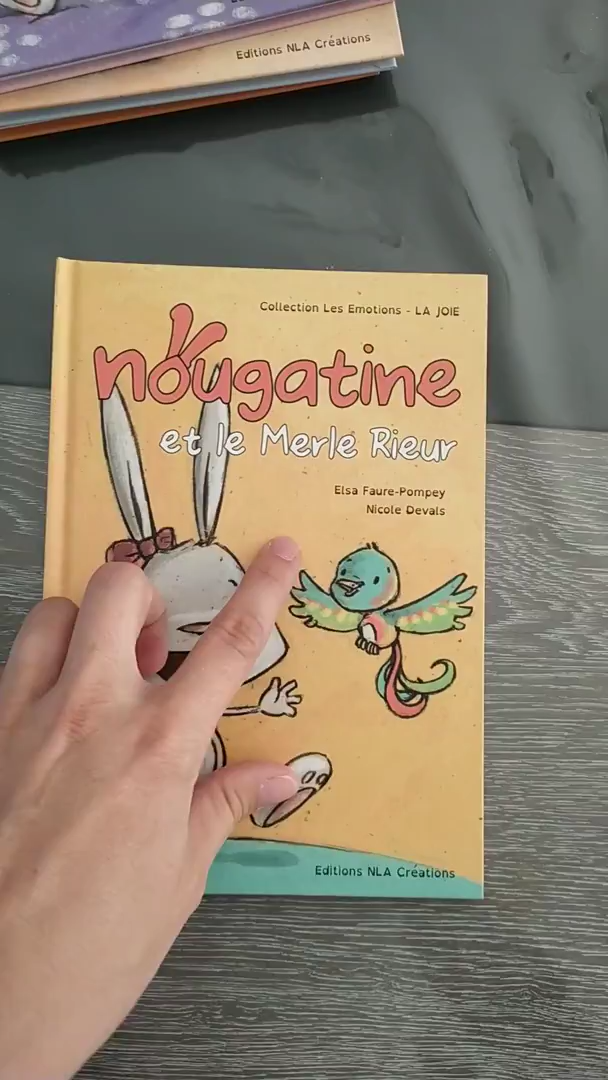 Editions NLA Créations
Collection Les Emotions - LA JOIE
nougatine
et le Merle Rieur
Elsa Faure-Pompey
Nicole Devals
Editions NLA Créations